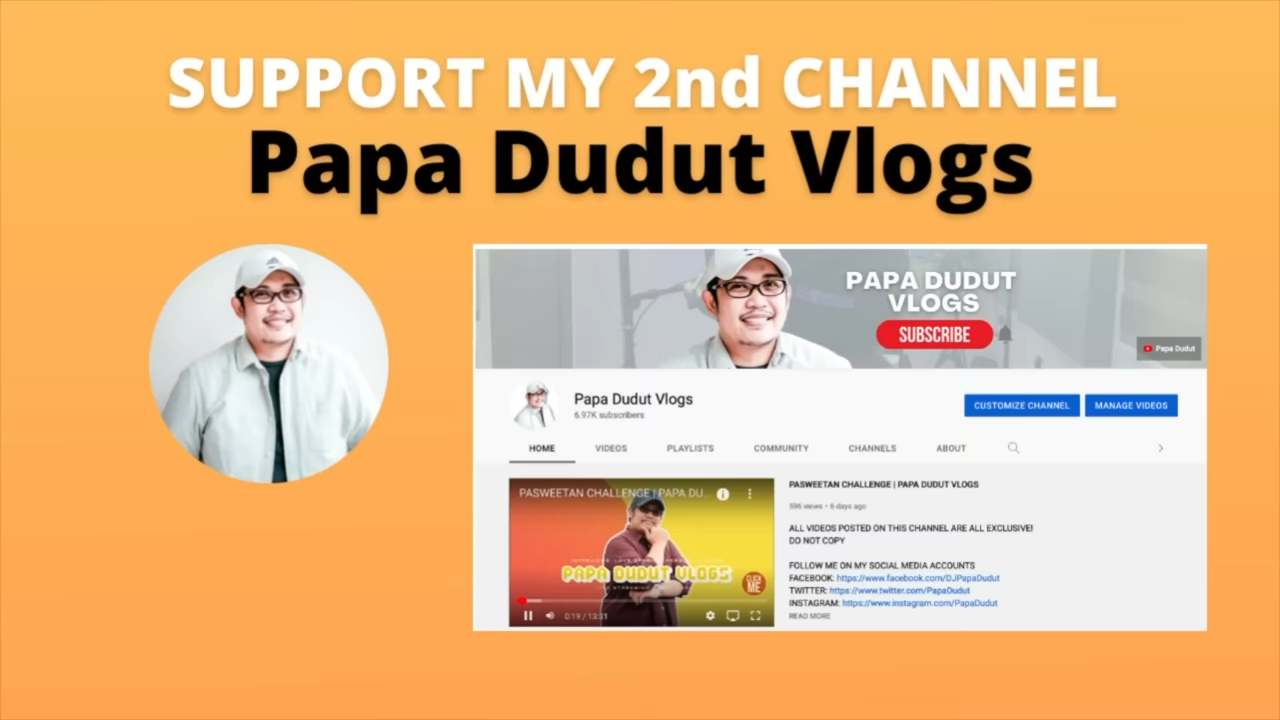 SUPPORT MY 2nd CHANNEL
Papa Dudut Vlogs
PAPA DUDUT
VLOGS
SUBSCRIBE
Papa Dudut
Papa Dudut Vlogs
6.97K subscribers
CUSTOMIZE CHANNEL
MANAGE VIDEOS
HOME
VIDEOS
PLAYLISTS
COMMUNITY
CHANNELS
ABOUT
PASWEETAN CHALLENGE | PAPA DU...
PAPA DUDUT VLOGS
CLICK
ME
0:19 / 13:31
PASWEETAN CHALLENGE | PAPA DUDUT VLOGS
596 views • 6 days ago
ALL VIDEOS POSTED ON THIS CHANNEL ARE ALL EXCLUSIVE!
DO NOT COPY
FOLLOW ME ON MY SOCIAL MEDIA ACCOUNTS
FACEBOOK: https://www.facebook.com/DJPapaDudut
TWITTER: https://www.twitter.com/PapaDudut
INSTAGRAM: https://www.instagram.com/PapaDudut
READ MORE